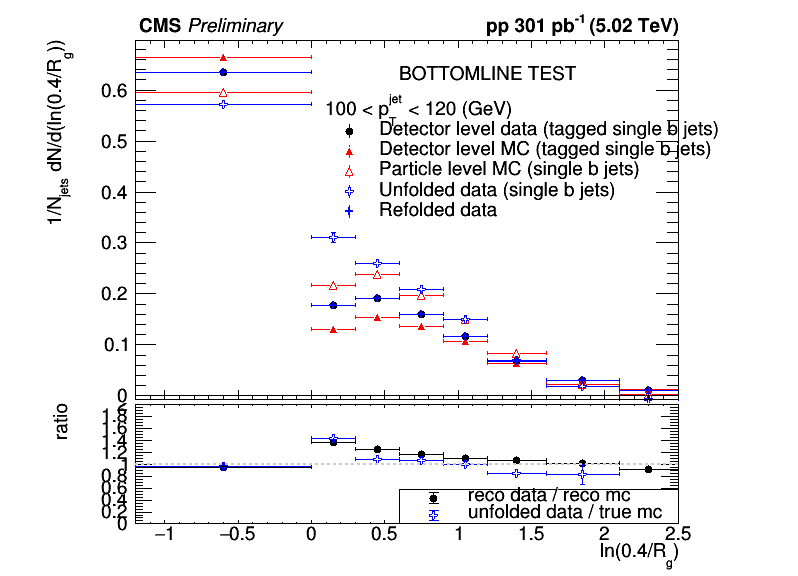 CMS Preliminary pp 301 pb⁻¹ (5.02 TeV)
BOTTOMLINE TEST
100 < p_T^jet < 120 (GeV)
Detector level data (tagged single b jets)
Detector level MC (tagged single b jets)
Particle level MC (single b jets)
Unfolded data (single b jets)
Refolded data
1/N_jets dN/d(ln(0.4/R_g))
0.6
0.5
0.4
0.3
0.2
0.1
0
ratio
2
1.8
1.6
1.4
1.2
1
0.8
0.6
0.4
0.2
0
reco data / reco mc
unfolded data / true mc
−1 −0.5 0 0.5 1 1.5 2 2.5
ln(0.4/R_g)